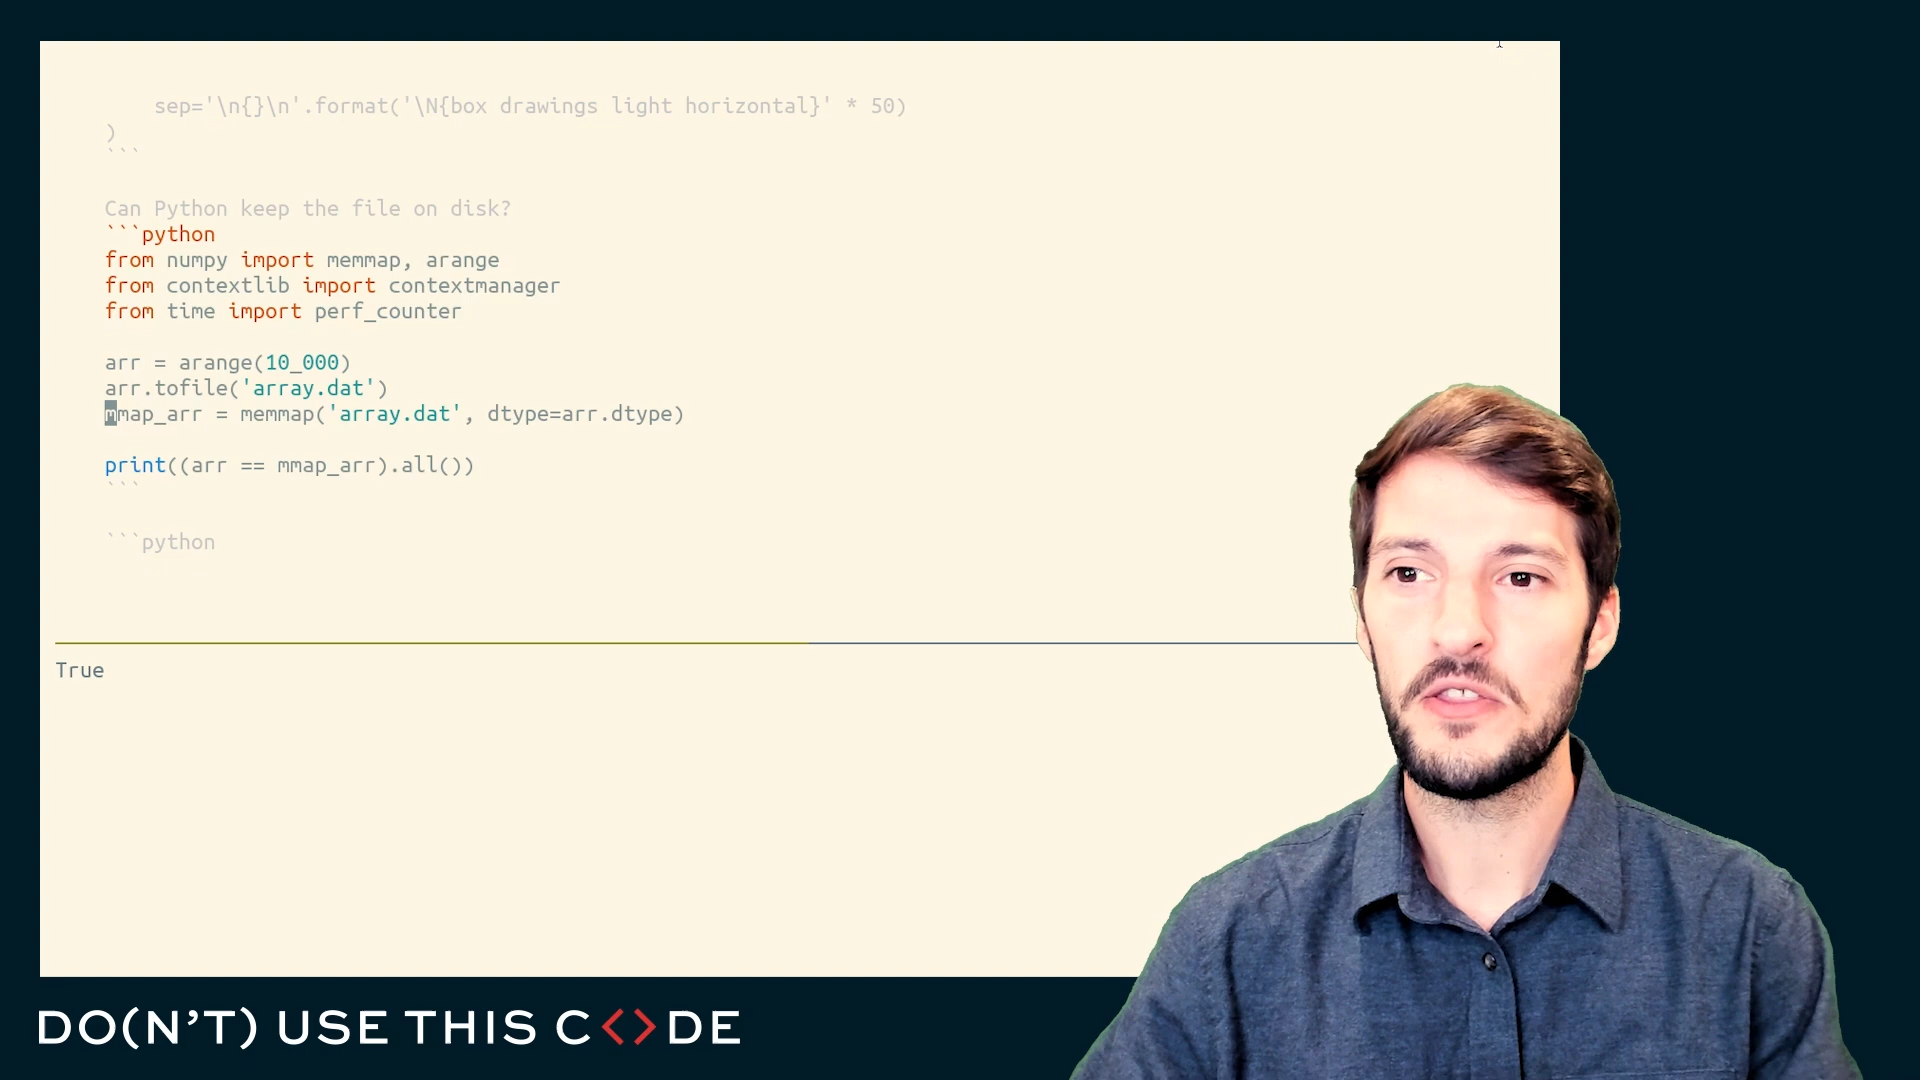 sep='\n{}\n'.format('\N{box drawings light horizontal}' * 50)
)
```
Can Python keep the file on disk?
```python
from numpy import memmap, arange
from contextlib import contextmanager
from time import perf_counter
arr = arange(10_000)
arr.tofile('array.dat')
mmap_arr = memmap('array.dat', dtype=arr.dtype)
print((arr == mmap_arr).all())
```
```python
True
DO(N'T) USE THIS C<>DE